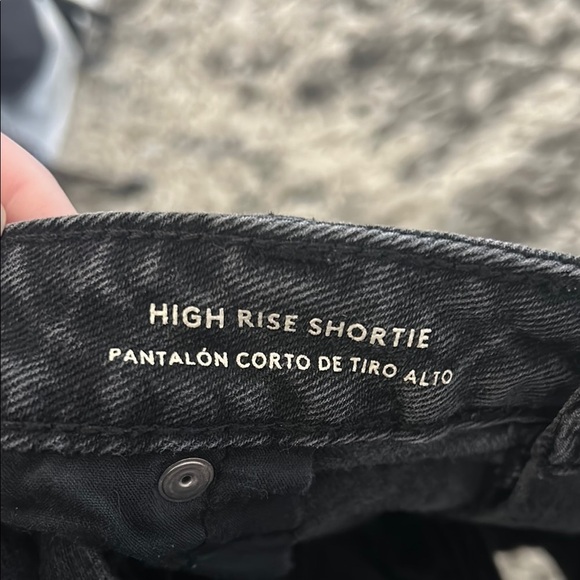 HIGH RISE SHORTIE
PANTALÓN CORTO DE TIRO ALTO